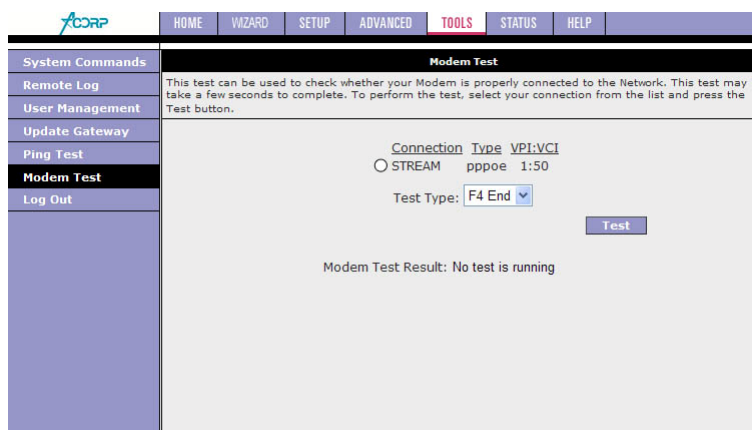 ACORP
HOME WIZARD SETUP ADVANCED TOOLS STATUS HELP
System Commands
Remote Log
User Management
Update Gateway
Ping Test
Modem Test
Log Out
Modem Test
This test can be used to check whether your Modem is properly connected to the Network. This test may
take a few seconds to complete. To perform the test, select your connection from the list and press the
Test button.
Connection Type VPI:VCI
STREAM pppoe 1:50
Test Type: F4 End
Test
Modem Test Result: No test is running